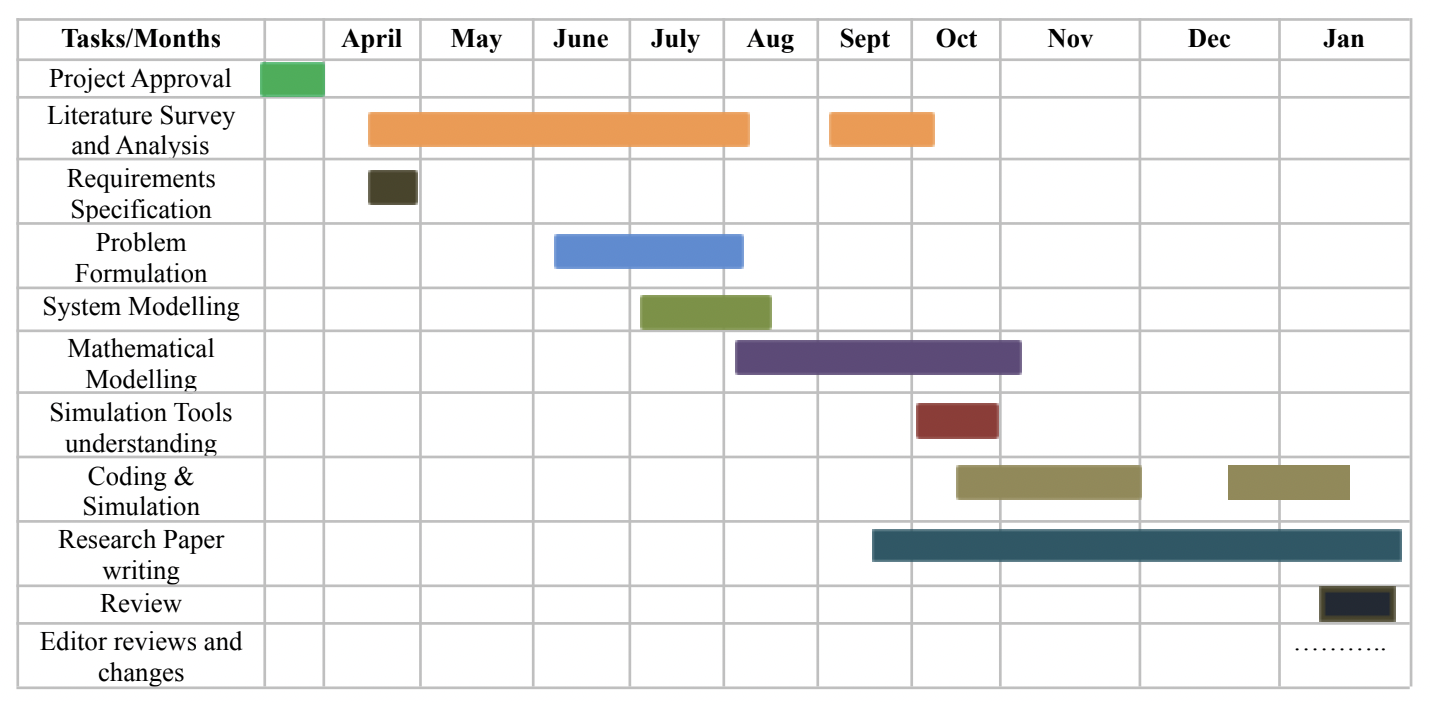 Tasks/Months April May June July Aug Sept Oct Nov Dec Jan
Project Approval
Literature Survey
and Analysis
Requirements
Specification
Problem
Formulation
System Modelling
Mathematical
Modelling
Simulation Tools
understanding
Coding &
Simulation
Research Paper
writing
Review
Editor reviews and
changes
………..